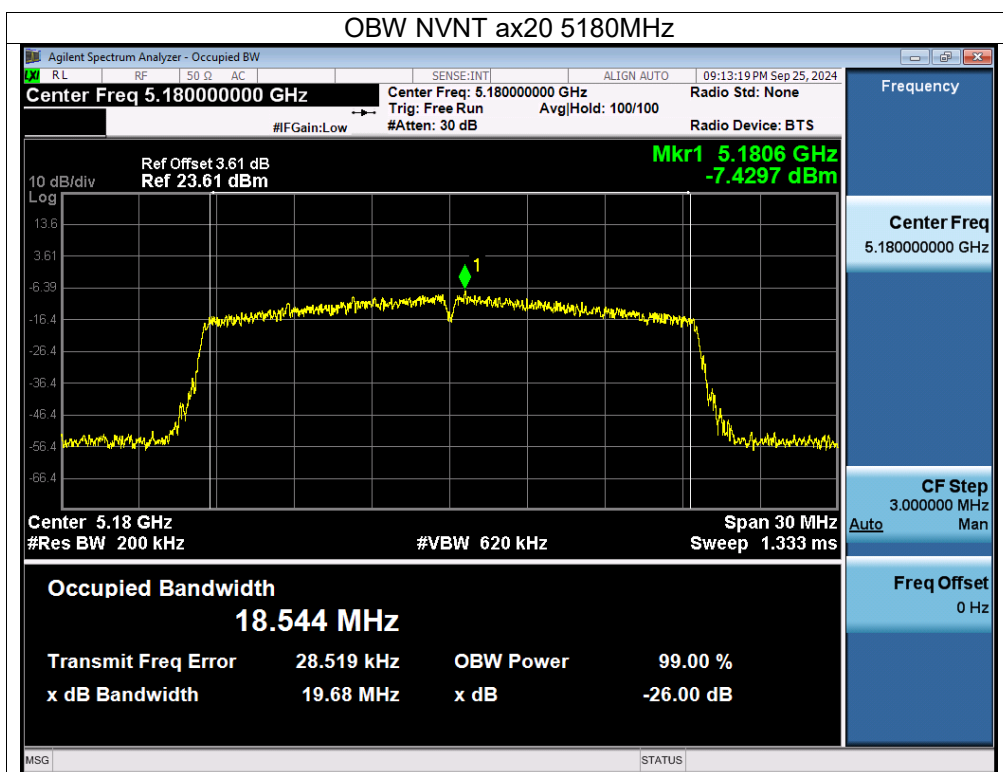 OBW NVNT ax20 5180MHz
Agilent Spectrum Analyzer - Occupied BW
LXI RL RF 50 Ω AC SENSE:INT ALIGN AUTO 09:13:19 PM Sep 25, 2024
Center Freq 5.180000000 GHz
Center Freq: 5.180000000 GHz
Radio Std: None
Trig: Free Run Avg|Hold: 100/100
#IFGain:Low #Atten: 30 dB Radio Device: BTS
Frequency
Mkr1 5.1806 GHz
-7.4297 dBm
Ref Offset 3.61 dB
10 dB/div Ref 23.61 dBm
Log
13.6
3.61
-6.39
-16.4
-26.4
-36.4
-46.4
-56.4
-66.4
1
Center 5.18 GHz Span 30 MHz
#Res BW 200 kHz #VBW 620 kHz Sweep 1.333 ms
Center Freq
5.180000000 GHz
CF Step
3.000000 MHz
Auto Man
Freq Offset
0 Hz
Occupied Bandwidth
18.544 MHz
Transmit Freq Error 28.519 kHz OBW Power 99.00 %
x dB Bandwidth 19.68 MHz x dB -26.00 dB
MSG STATUS